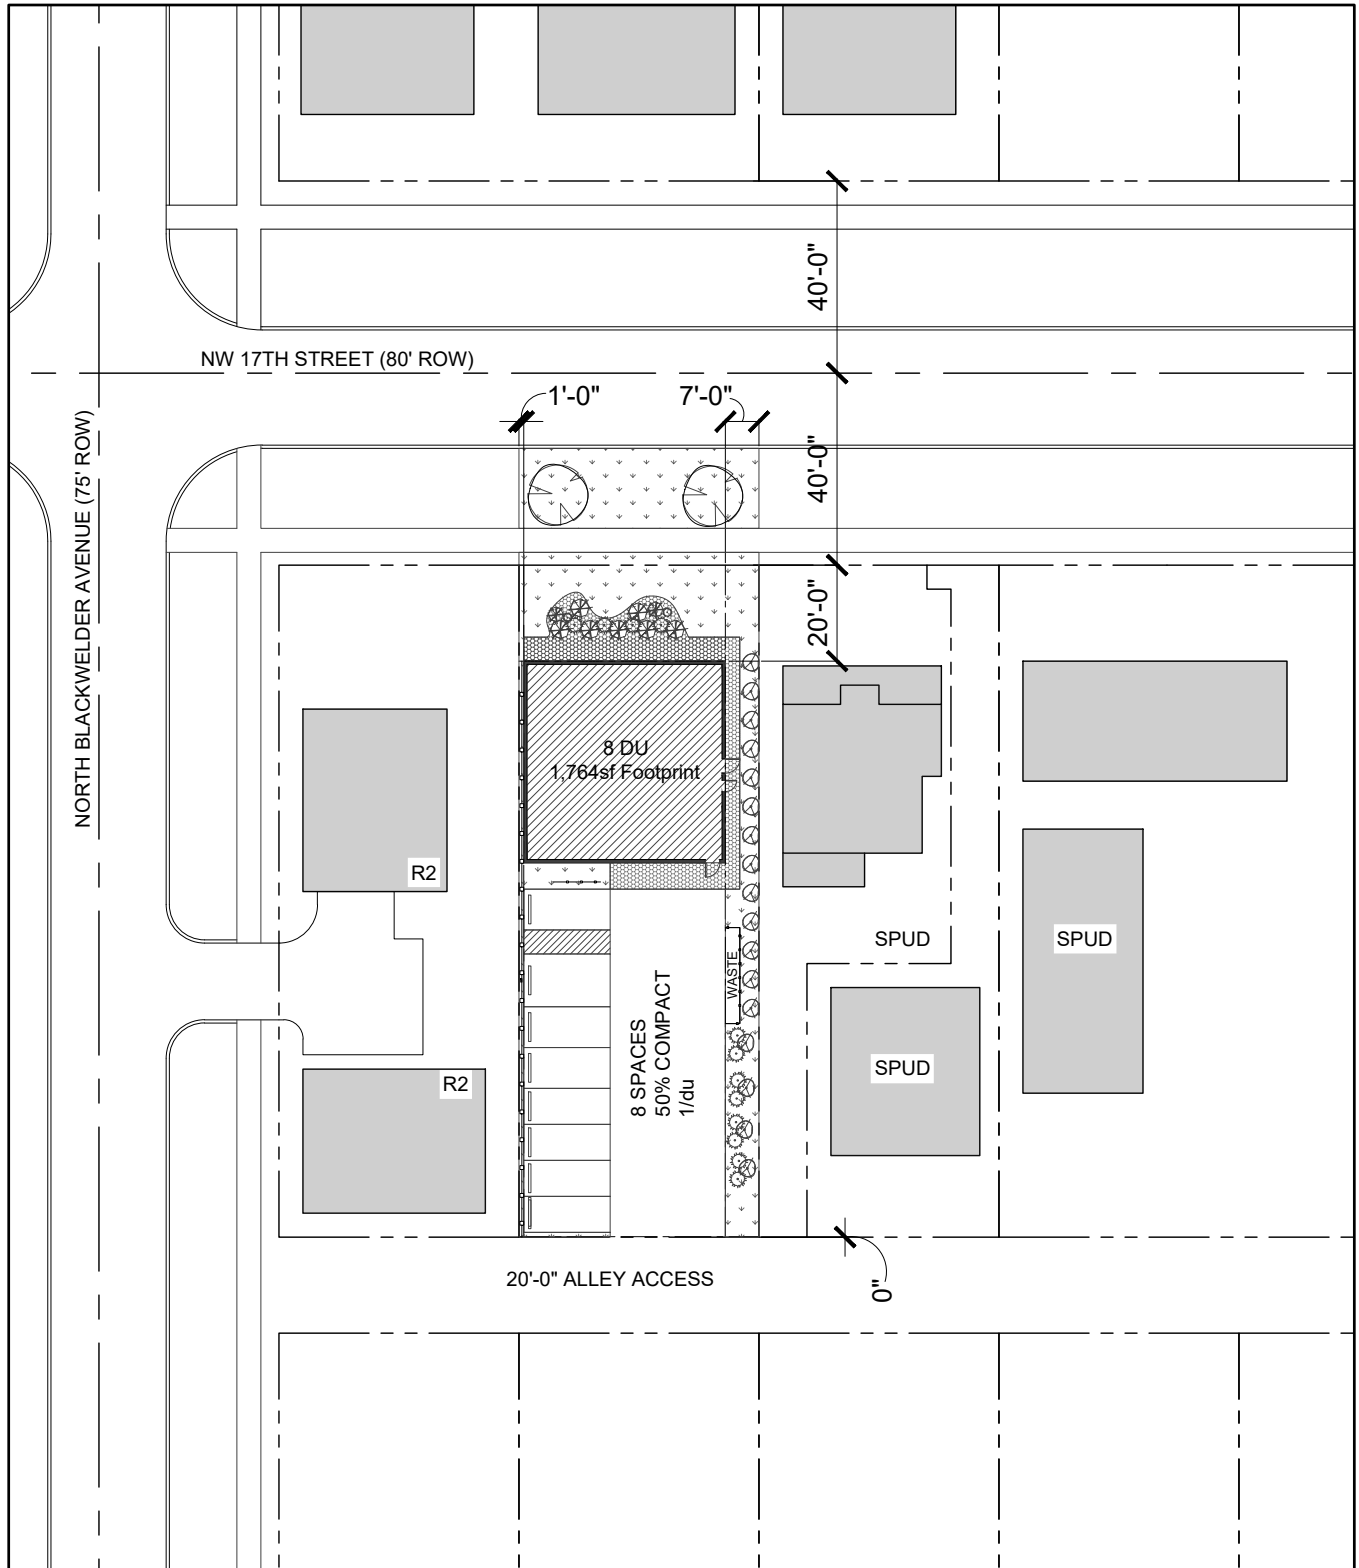 40'-0"
NW 17TH STREET (80' ROW)
1'-0"
7'-0"
NORTH BLACKWELDER AVENUE (75' ROW)
40'-0"
20'-0"
8 DU
1,764sf Footprint
R2
SPUD
SPUD
WASTE
8 SPACES
50% COMPACT
1/du
SPUD
R2
20'-0" ALLEY ACCESS
0"